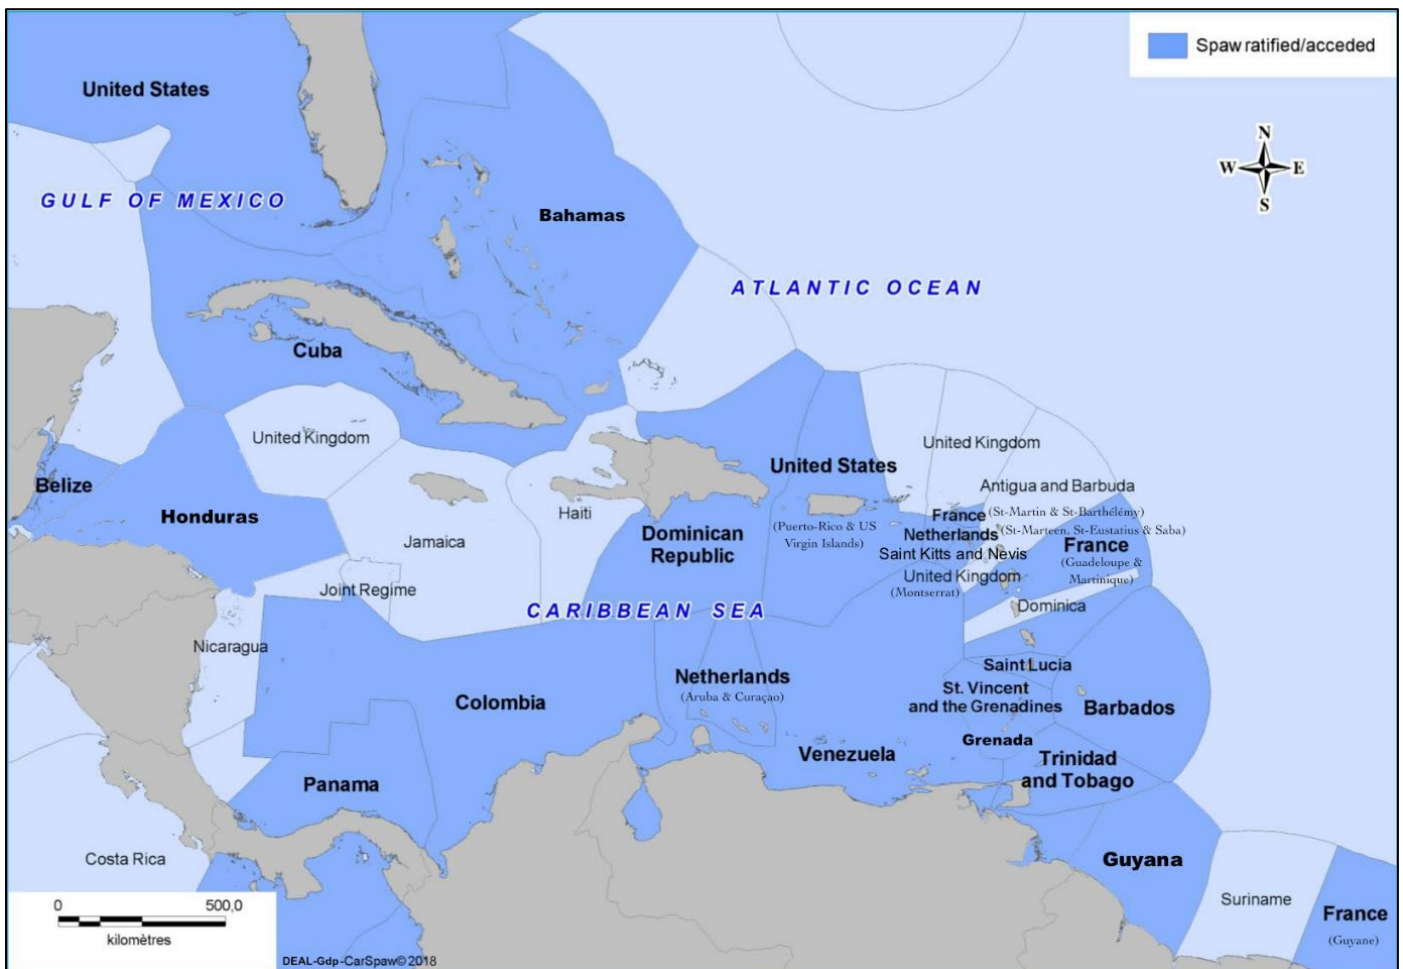 Spaw ratified/acceded
United States
N
W E
S
GULF OF MEXICO
Bahamas
ATLANTIC OCEAN
Cuba
United Kingdom
United Kingdom
United States
Belize
Antigua and Barbuda
Honduras
Haiti
(St-Martin & St-Barthélémy)
France
(Puerto-Rico & US
Virgin Islands)
Dominican
Republic
Netlherlands
(St-Marteen, St-Eustatius & Saba)
Jamaica
France
Saint Kitts and Nevis
(Guadeloupe &
Martinique)
United Kingdom
(Montserrat)
Joint Regime
CARIBBEAN SEA
Dominica
Nicaragua
Saint Lucia
Netherlands
(Aruba & Curaçao)
St. Vincent
and the Grenadines
Colombia
Barbados
Grenada
Venezuela
Trinidad
and Tobago
Panama
Costa Rica
Guyana
Suriname
France
(Guyane)
0 500,0
kilomètres
DEAL-Gdp-CarSpaw© 2018